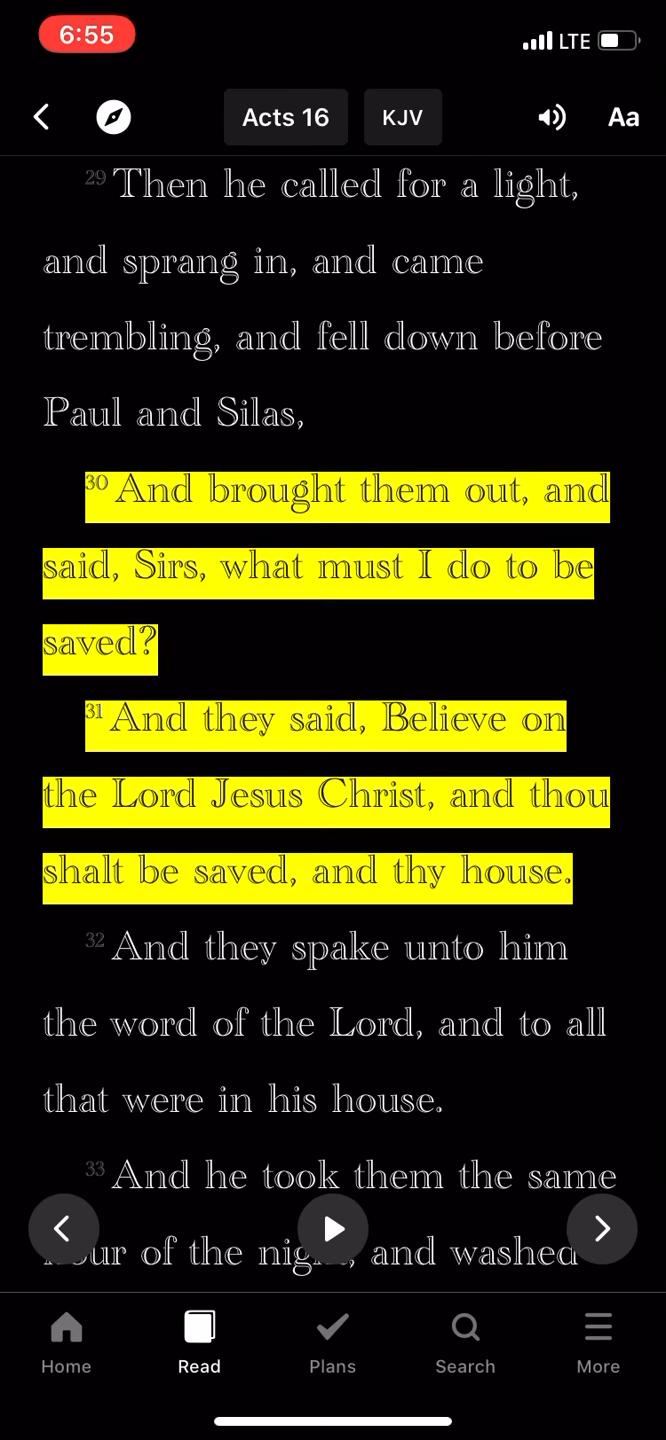 6:55 LTE
Acts 16 KJV Aa
29 Then he called for a light,
and sprang in, and came
trembling, and fell down before
Paul and Silas,
30 And brought them out, and
said, Sirs, what must I do to be
saved?
31 And they said, Believe on
the Lord Jesus Christ, and thou
shalt be saved, and thy house.
32 And they spake unto him
the word of the Lord, and to all
that were in his house.
33 And he took them the same
of the and washed
Home Read Plans Search More